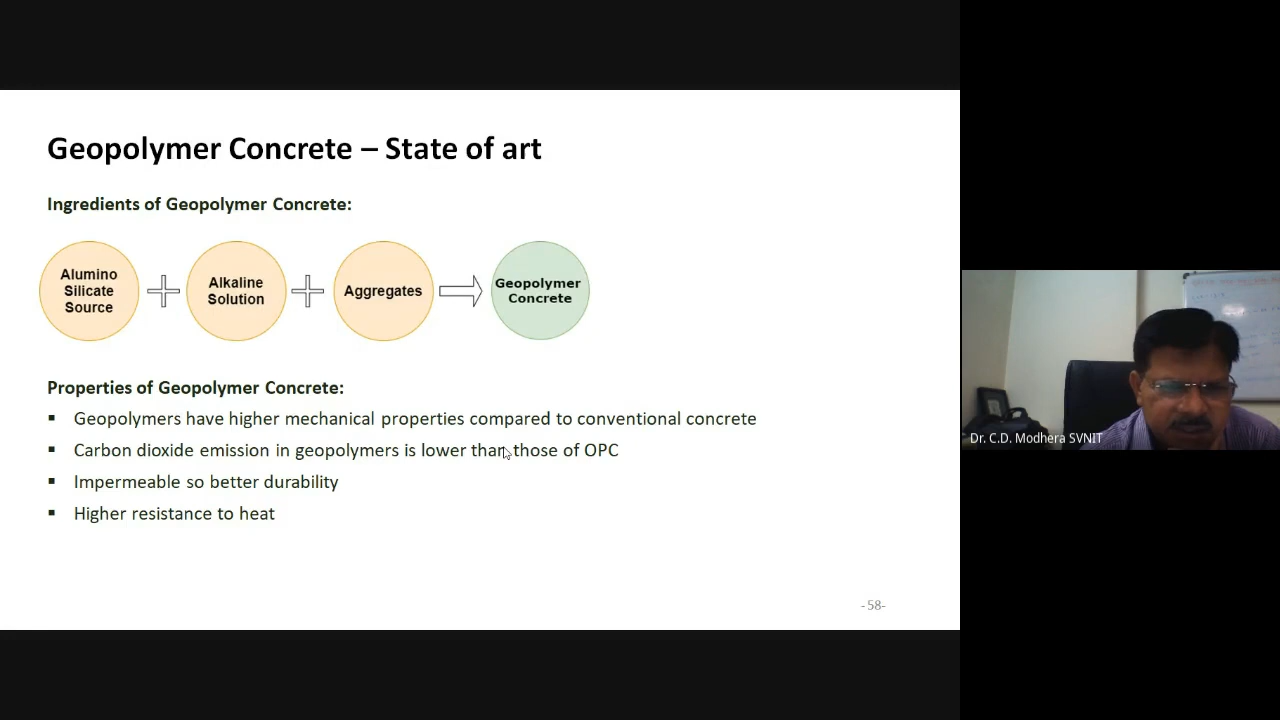 Geopolymer Concrete – State of art
Ingredients of Geopolymer Concrete:
Alumino
Silicate
Source
Alkaline
Solution
Aggregates
Geopolymer
Concrete
Properties of Geopolymer Concrete:
▪ Geopolymers have higher mechanical properties compared to conventional concrete
▪ Carbon dioxide emission in geopolymers is lower than those of OPC
▪ Impermeable so better durability
▪ Higher resistance to heat
- 58-
Dr. C.D. Modhera SVNIT